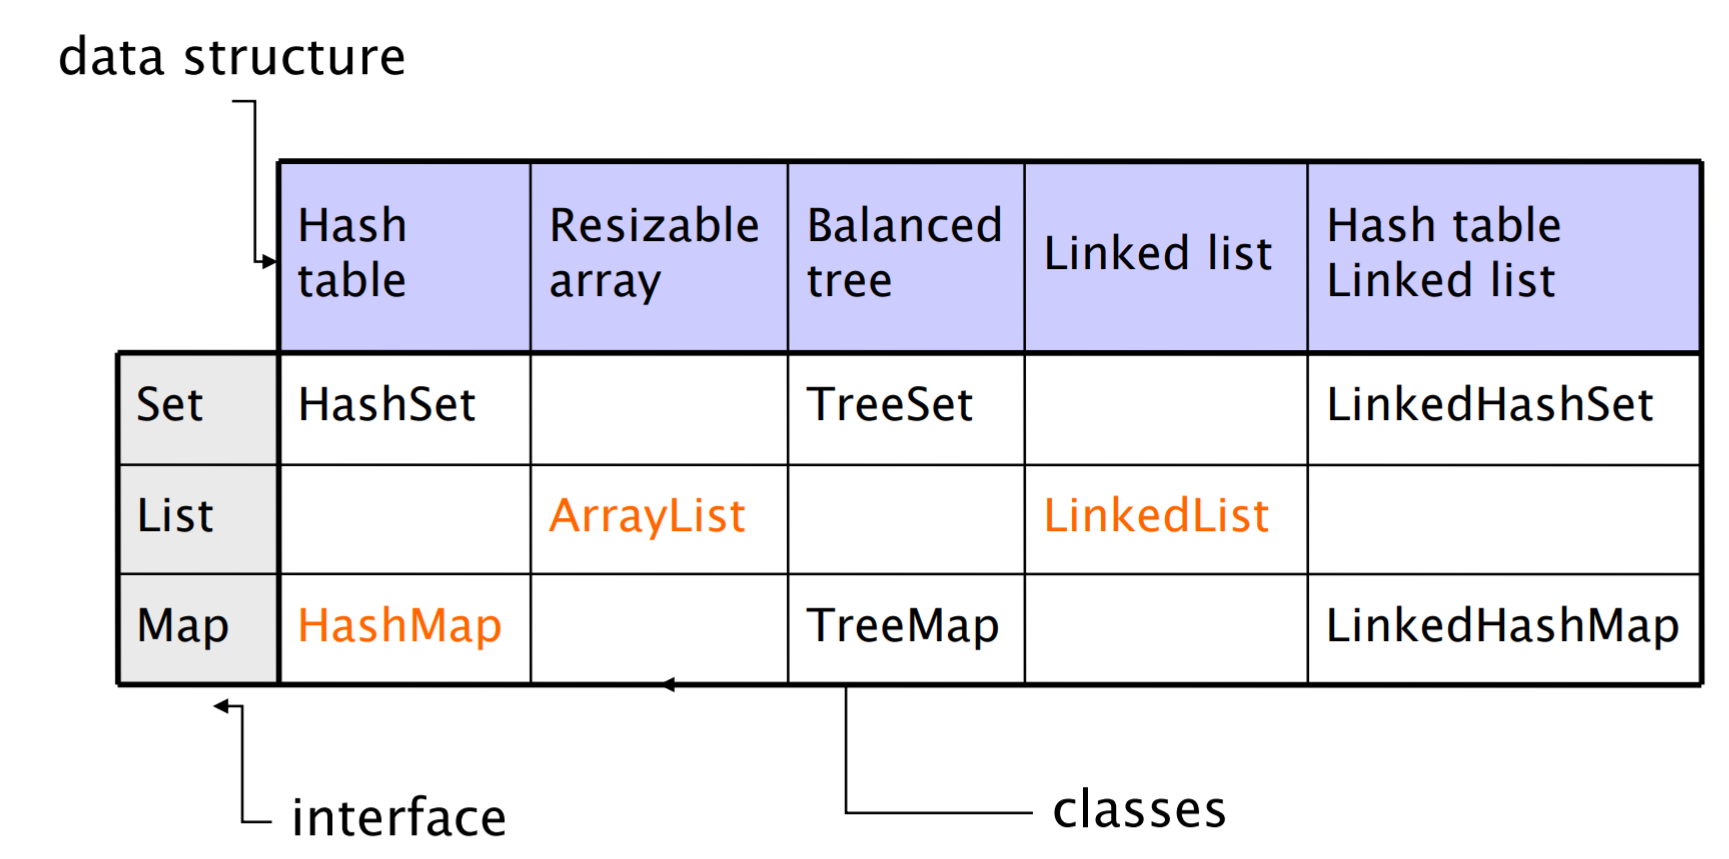 data structure
Hash
table
Resizable
array
Balanced
tree
Linked list
Hash table
Linked list
Set
HashSet
TreeSet
LinkedHashSet
List
ArrayList
LinkedList
Map
HashMap
TreeMap
LinkedHashMap
interface
classes